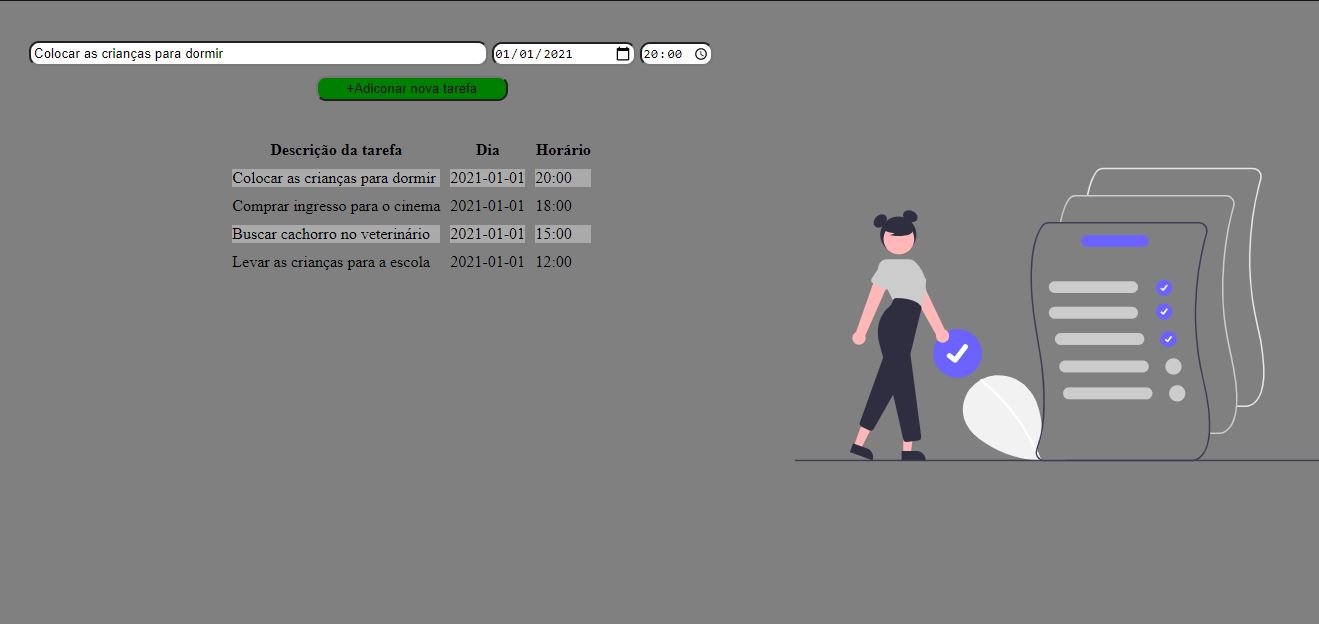 Colocar as crianças para dormir 01/01/2021 20:00
+Adiconar nova tarefa
Descrição da tarefa Dia Horário
Colocar as crianças para dormir 2021-01-01 20:00
Comprar ingresso para o cinema 2021-01-01 18:00
Buscar cachorro no veterinário 2021-01-01 15:00
Levar as crianças para a escola 2021-01-01 12:00